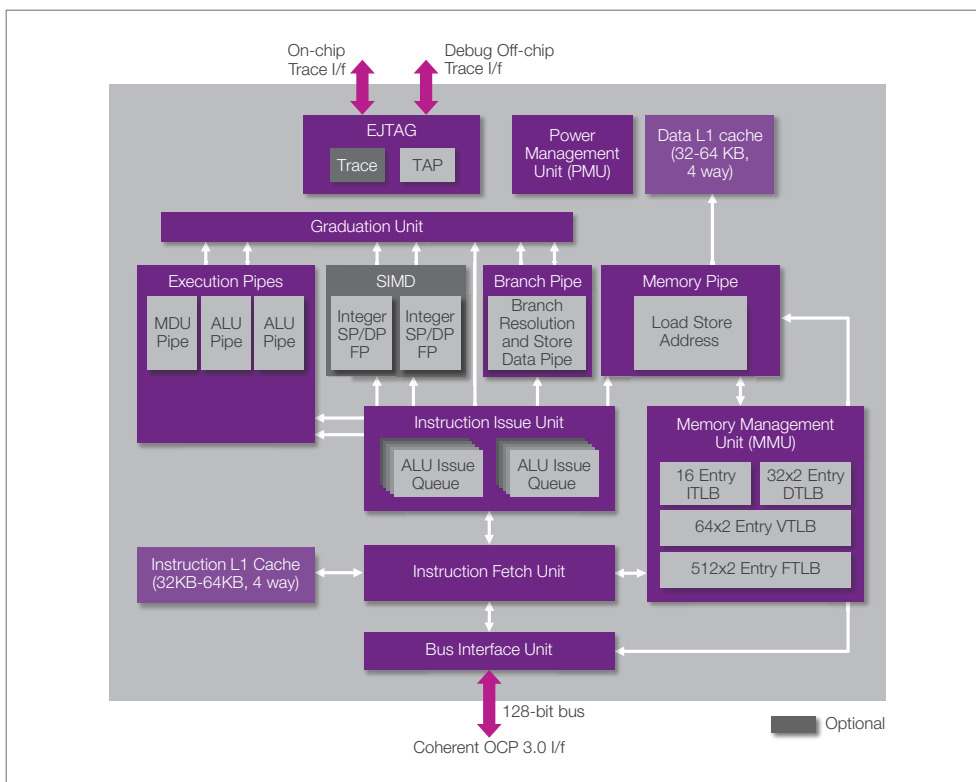 On-chip
Trace I/f
Debug Off-chip
Trace I/f
EJTAG
Trace
TAP
Power
Management
Unit (PMU)
Data L1 cache
(32-64 KB,
4 way)
Graduation Unit
Execution Pipes
MDU
Pipe
ALU
Pipe
ALU
Pipe
SIMD
Integer
SP/DP
FP
Integer
SP/DP
FP
Branch Pipe
Branch
Resolution
and Store
Data Pipe
Memory Pipe
Load Store
Address
Instruction Issue Unit
ALU Issue
Queue
ALU Issue
Queue
Memory Management
Unit (MMU)
16 Entry
ITLB
32x2 Entry
DTLB
64x2 Entry VTLB
512x2 Entry FTLB
Instruction L1 Cache
(32KB-64KB, 4 way)
Instruction Fetch Unit
Bus Interface Unit
128-bit bus
Coherent OCP 3.0 I/f
Optional